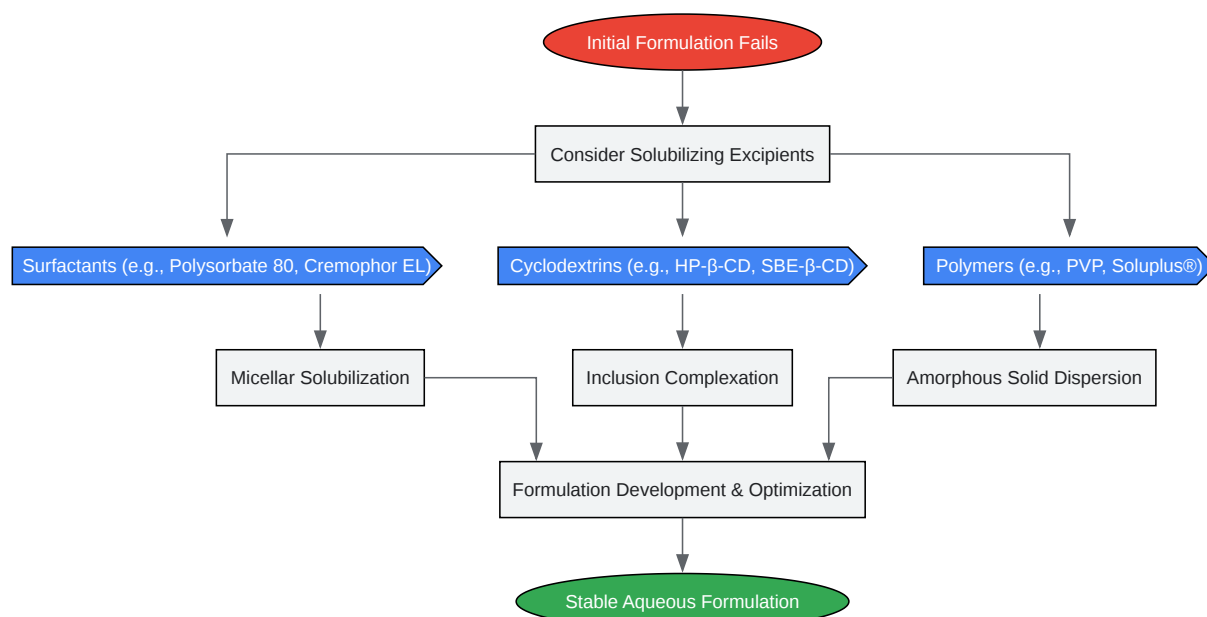 Initial Formulation Fails
Consider Solubilizing Excipients
Surfactants (e.g., Polysorbate 80, Cremophor EL)
Cyclodextrins (e.g., HP-β-CD, SBE-β-CD)
Polymers (e.g., PVP, Soluplus®)
Micellar Solubilization
Inclusion Complexation
Amorphous Solid Dispersion
Formulation Development & Optimization
Stable Aqueous Formulation